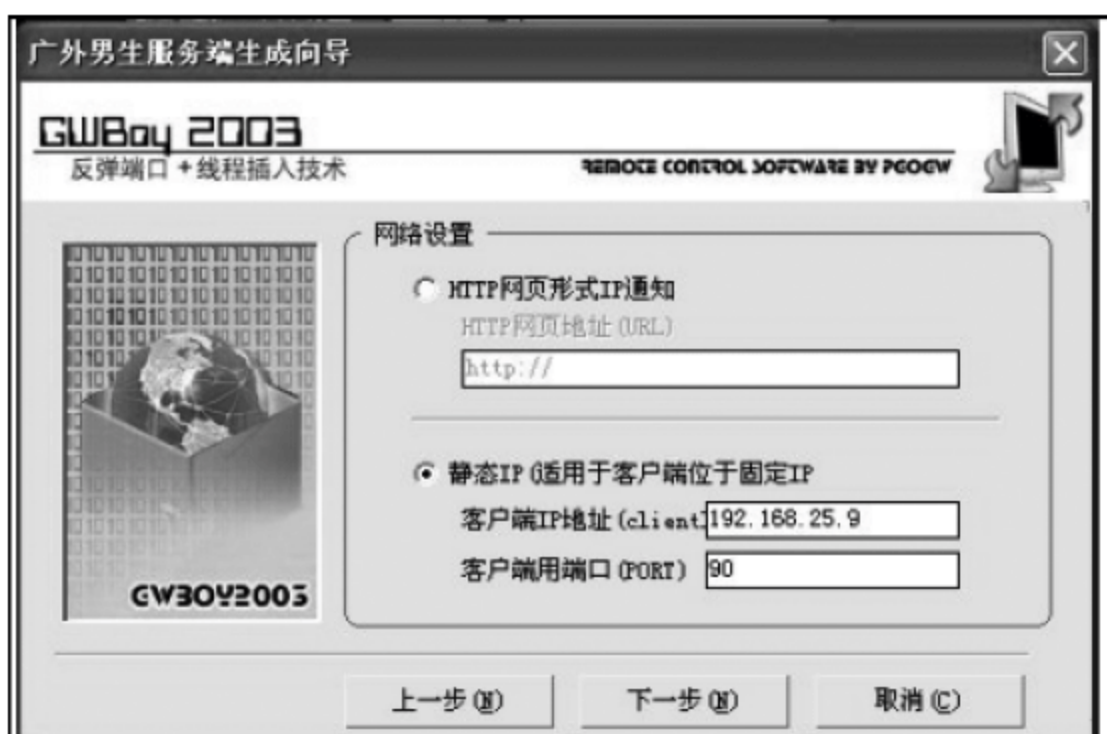 广外男生服务端生成向导
GWBoy 2003
反弹端口 + 线程插入技术
REMOTE CONTROL SOFTWARE BY PGOGW
网络设置
HTTP网页形式IP通知
HTTP网页地址(URL)
http://
静态IP(适用于客户端位于固定IP
客户端IP地址(client) 192.168.25.9
客户端用端口(PORT) 90
GWBOY2003
上一步(N) 下一步(N) 取消(C)